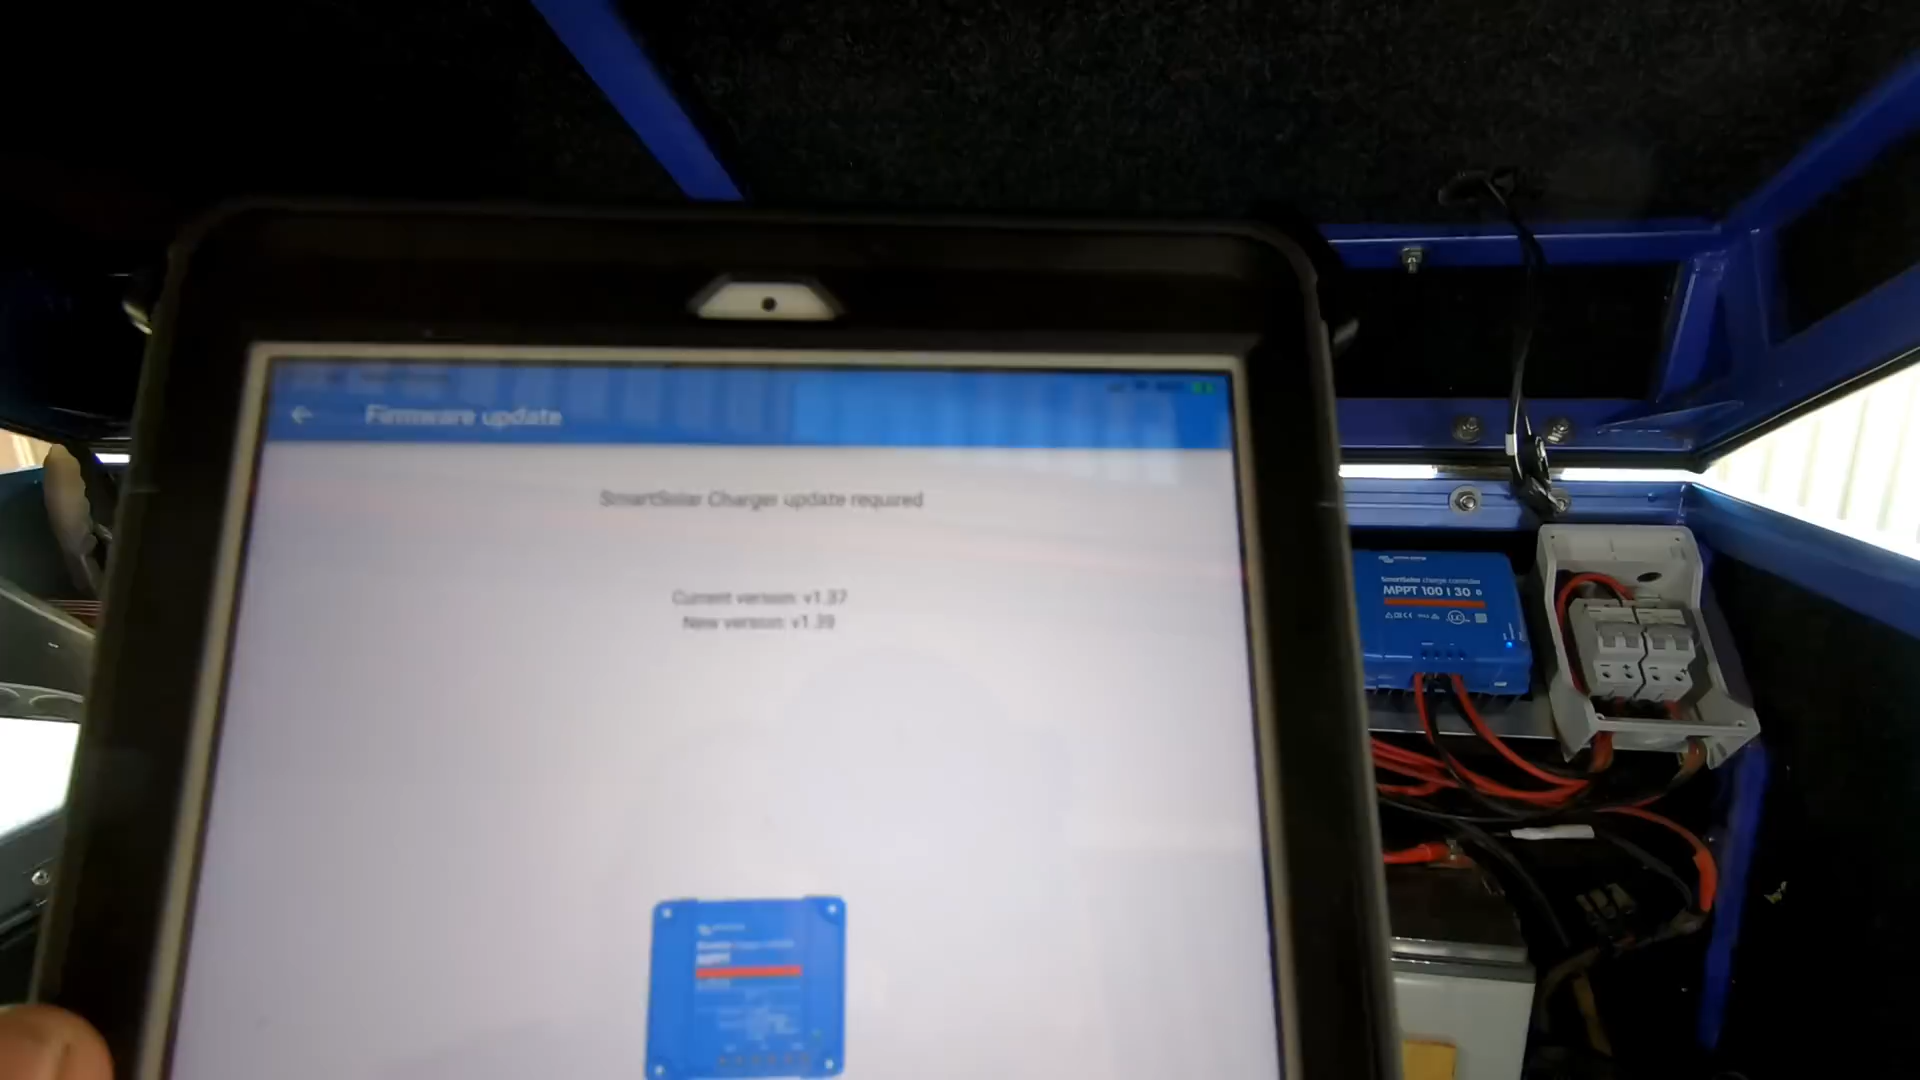 Firmware update
SmartSolar Charger update required
Current version: v1.37
New version: v1.39
MPPT
SmartSolar charge controller
MPPT 100 | 30